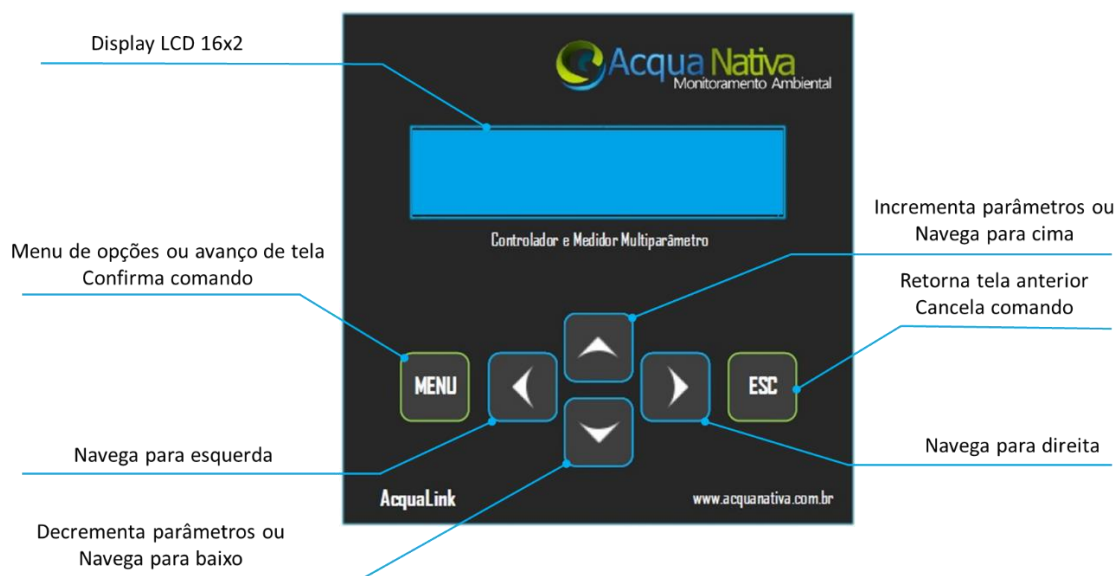 Display LCD 16x2
Acqua Nativa
Monitoramento Ambiental
Incrementa parâmetros ou
Navega para cima
Controlador e Medidor Multiparâmetro
Menu de opções ou avanço de tela
Confirma comando
Retorna tela anterior
Cancela comando
MENU
ESC
Navega para esquerda
Navega para direita
AcquaLink
www.acquanativa.com.br
Decrementa parâmetros ou
Navega para baixo